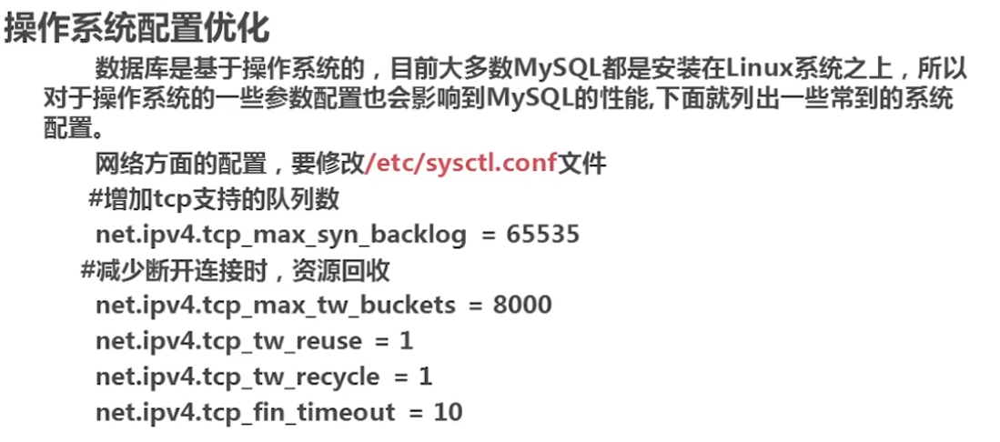 操作系统配置优化
数据库是基于操作系统的，目前大多数MySQL都是安装在Linux系统之上，所以
对于操作系统的一些参数配置也会影响到MySQL的性能,下面就列出一些常到的系统
配置。
网络方面的配置，要修改/etc/sysctl.conf文件
#增加tcp支持的队列数
net.ipv4.tcp_max_syn_backlog = 65535
#减少断开连接时，资源回收
net.ipv4.tcp_max_tw_buckets = 8000
net.ipv4.tcp_tw_reuse = 1
net.ipv4.tcp_tw_recycle = 1
net.ipv4.tcp_fin_timeout = 10